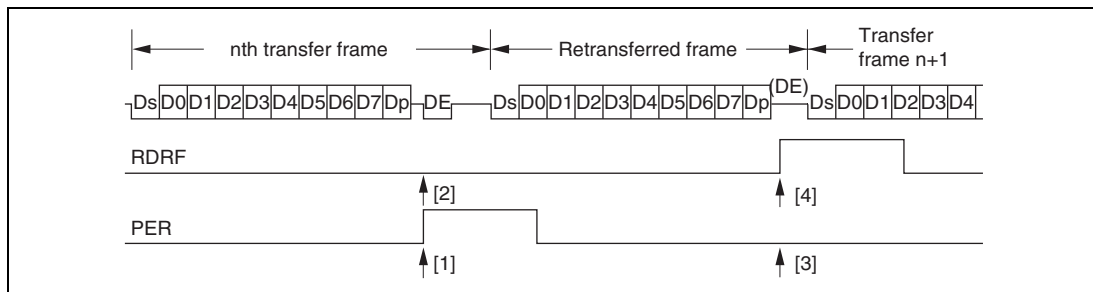 nth transfer frame Retransferred frame Transfer frame n+1
Ds D0 D1 D2 D3 D4 D5 D6 D7 Dp DE Ds D0 D1 D2 D3 D4 D5 D6 D7 Dp (DE) Ds D0 D1 D2 D3 D4
RDRF
[2] [4]
PER
[1] [3]